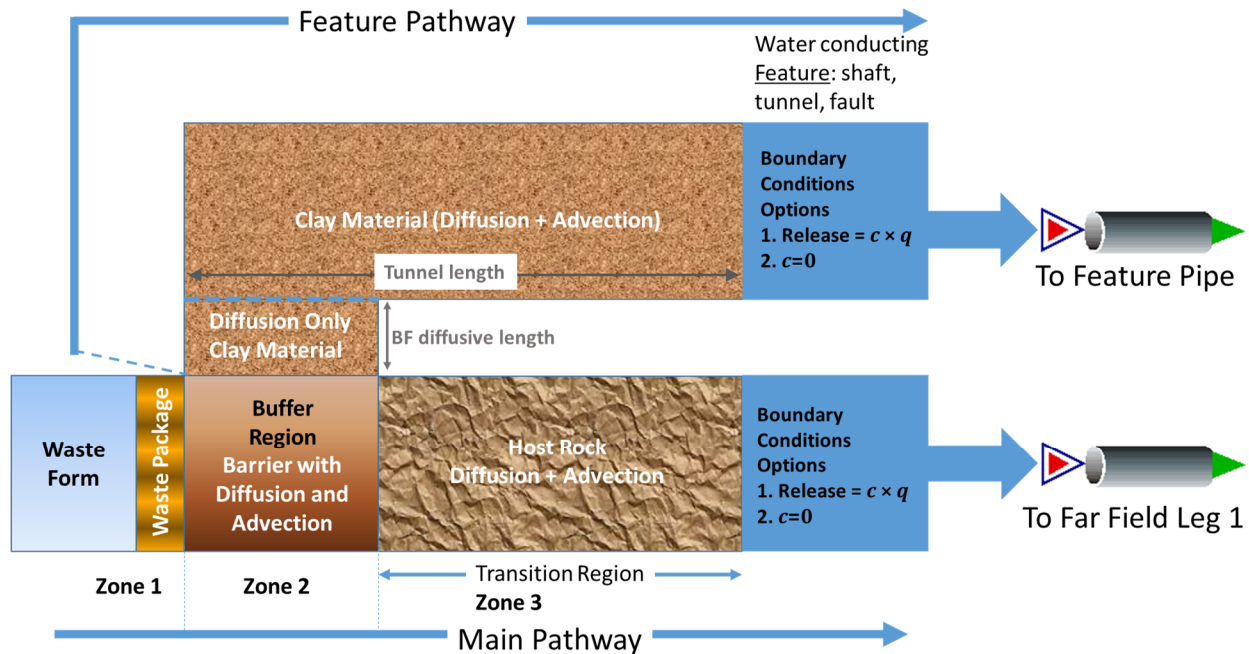 Feature Pathway
Water conducting
Feature: shaft,
tunnel, fault
Clay Material (Diffusion + Advection)
Tunnel length
Boundary
Conditions
Options
1. Release = c × q
2. c=0
To Feature Pipe
Diffusion Only
Clay Material
BF diffusive length
Waste
Form
Waste Package
Buffer
Region
Barrier with
Diffusion and
Advection
Host Rock
Diffusion + Advection
Boundary
Conditions
Options
1. Release = c × q
2. c=0
To Far Field Leg 1
Zone 1
Zone 2
Transition Region
Zone 3
Main Pathway